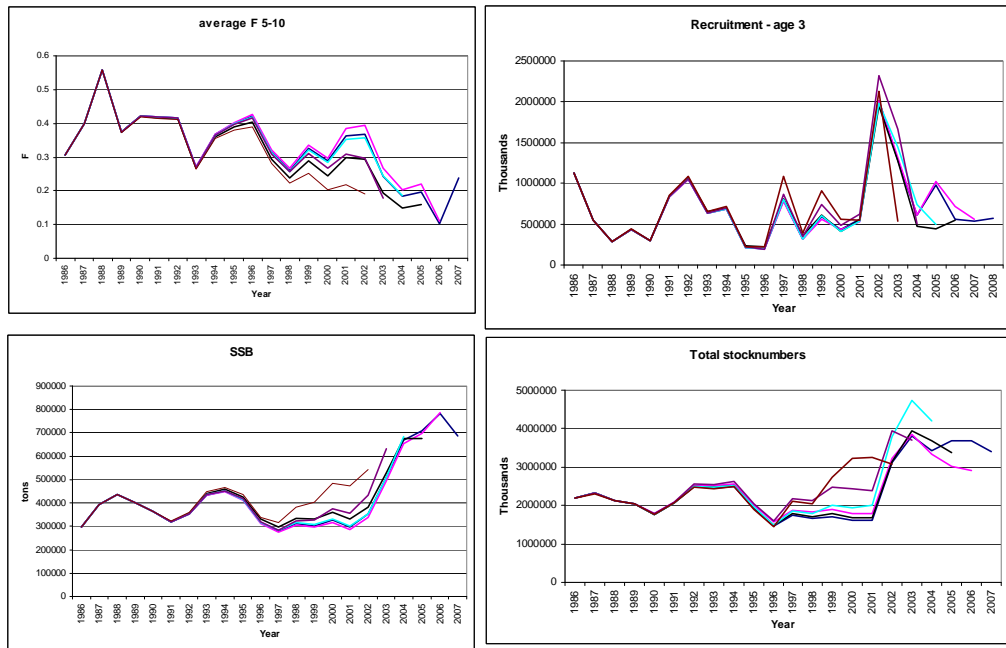 average F 5-10
0.6
0.5
0.4
0.3
0.2
0.1
0
F
1986 1987 1988 1989 1990 1991 1992 1993 1994 1995 1996 1997 1998 1999 2000 2001 2002 2003 2004 2005 2006 2007
Year
Recruitment - age 3
2500000
2000000
1500000
1000000
500000
0
Thousands
1986 1987 1988 1989 1990 1991 1992 1993 1994 1995 1996 1997 1998 1999 2000 2001 2002 2003 2004 2005 2006 2007 2008
Year
SSB
900000
800000
700000
600000
500000
400000
300000
200000
100000
0
tons
1986 1987 1988 1989 1990 1991 1992 1993 1994 1995 1996 1997 1998 1999 2000 2001 2002 2003 2004 2005 2006 2007
Year
Total stocknumbers
5000000
4000000
3000000
2000000
1000000
0
Thousands
1986 1987 1988 1989 1990 1991 1992 1993 1994 1995 1996 1997 1998 1999 2000 2001 2002 2003 2004 2005 2006 2007
Year